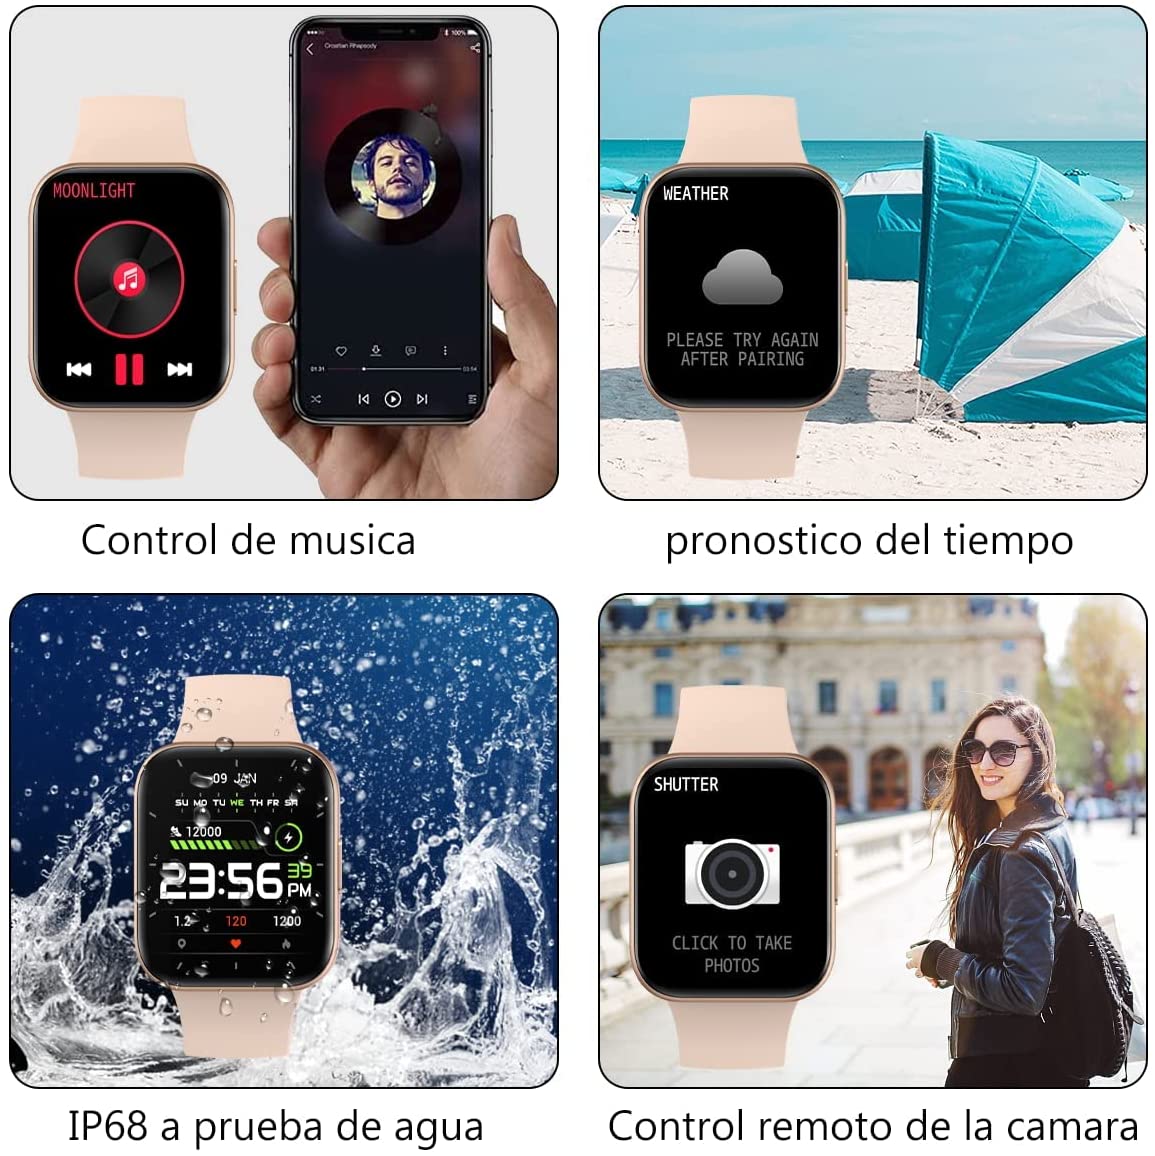 100%
Croatian Rhapsody
MOONLIGHT
01:31
03:54
Control de musica
WEATHER
PLEASE TRY AGAIN
AFTER PAIRING
pronostico del tiempo
09 JAN
SU MO TU WE TH FR SA
12000
23:56 39
PM
1.2 120 1200
IP68 a prueba de agua
SHUTTER
CLICK TO TAKE
PHOTOS
Control remoto de la camara